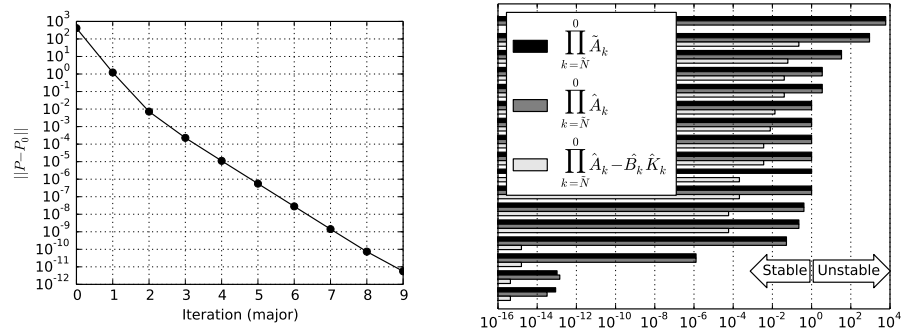 10^3
10^2
10^1
10^0
10^-1
10^-2
10^-3
10^-4
10^-5
10^-6
10^-7
10^-8
10^-9
10^-10
10^-11
10^-12
||P−P_0||
0 1 2 3 4 5 6 7 8 9
Iteration (major)
0
∏ Ã_k
k=Ñ
0
∏ Â_k
k=Ñ
0
∏ Â_k − B̂_k K̂_k
k=Ñ
Stable Unstable
10^-16 10^-14 10^-12 10^-10 10^-8 10^-6 10^-4 10^-2 10^0 10^2 10^4